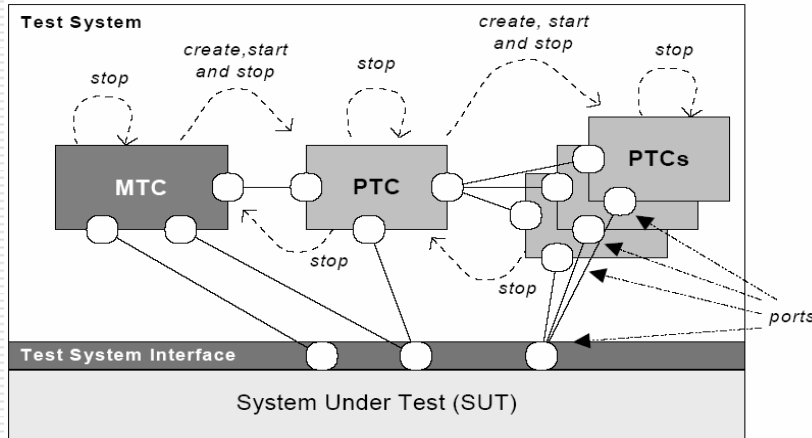 Test System
create,start
and stop
create, start
and stop
stop
stop
stop
MTC
PTC
PTCs
stop
stop
ports
Test System Interface
System Under Test (SUT)